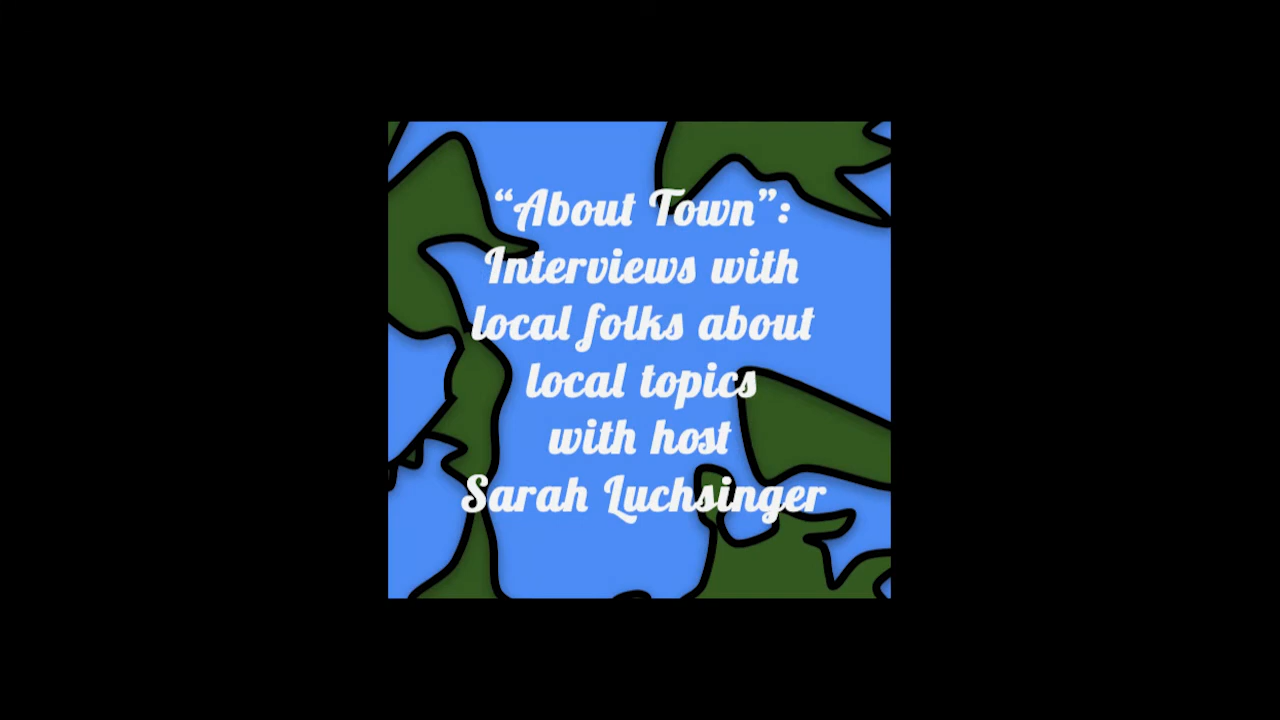 “About Town”:
Interviews with
local folks about
local topics
with host
Sarah Luchsinger